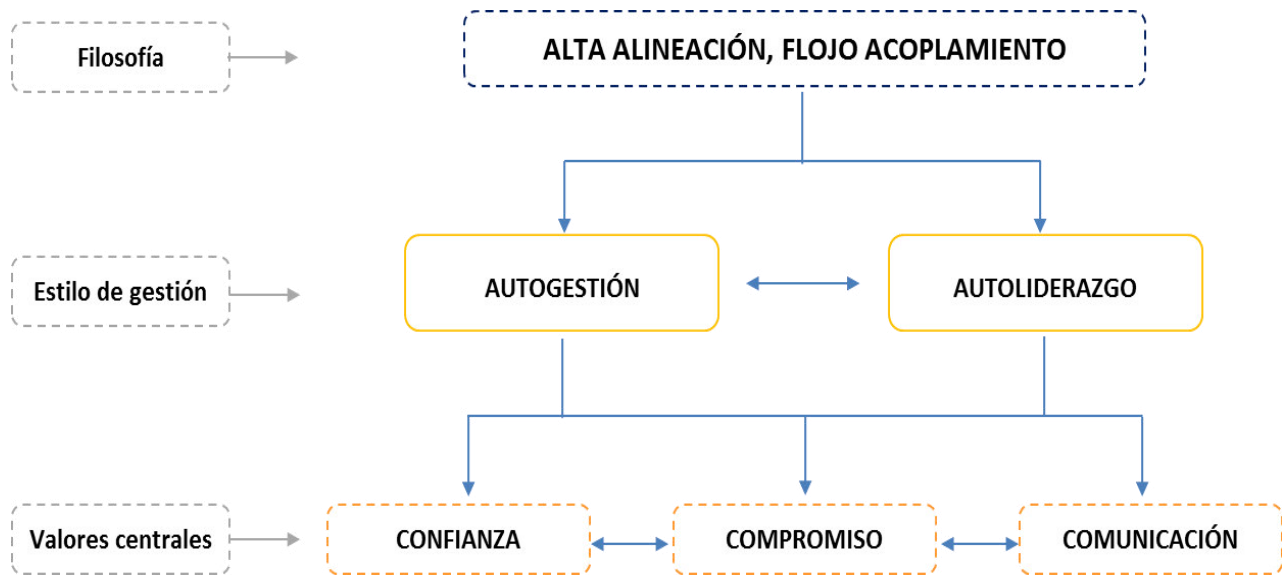 Filosofía
ALTA ALINEACIÓN, FLOJO ACOPLAMIENTO
Estilo de gestión
AUTOGESTIÓN
AUTOLIDERAZGO
Valores centrales
CONFIANZA
COMPROMISO
COMUNICACIÓN